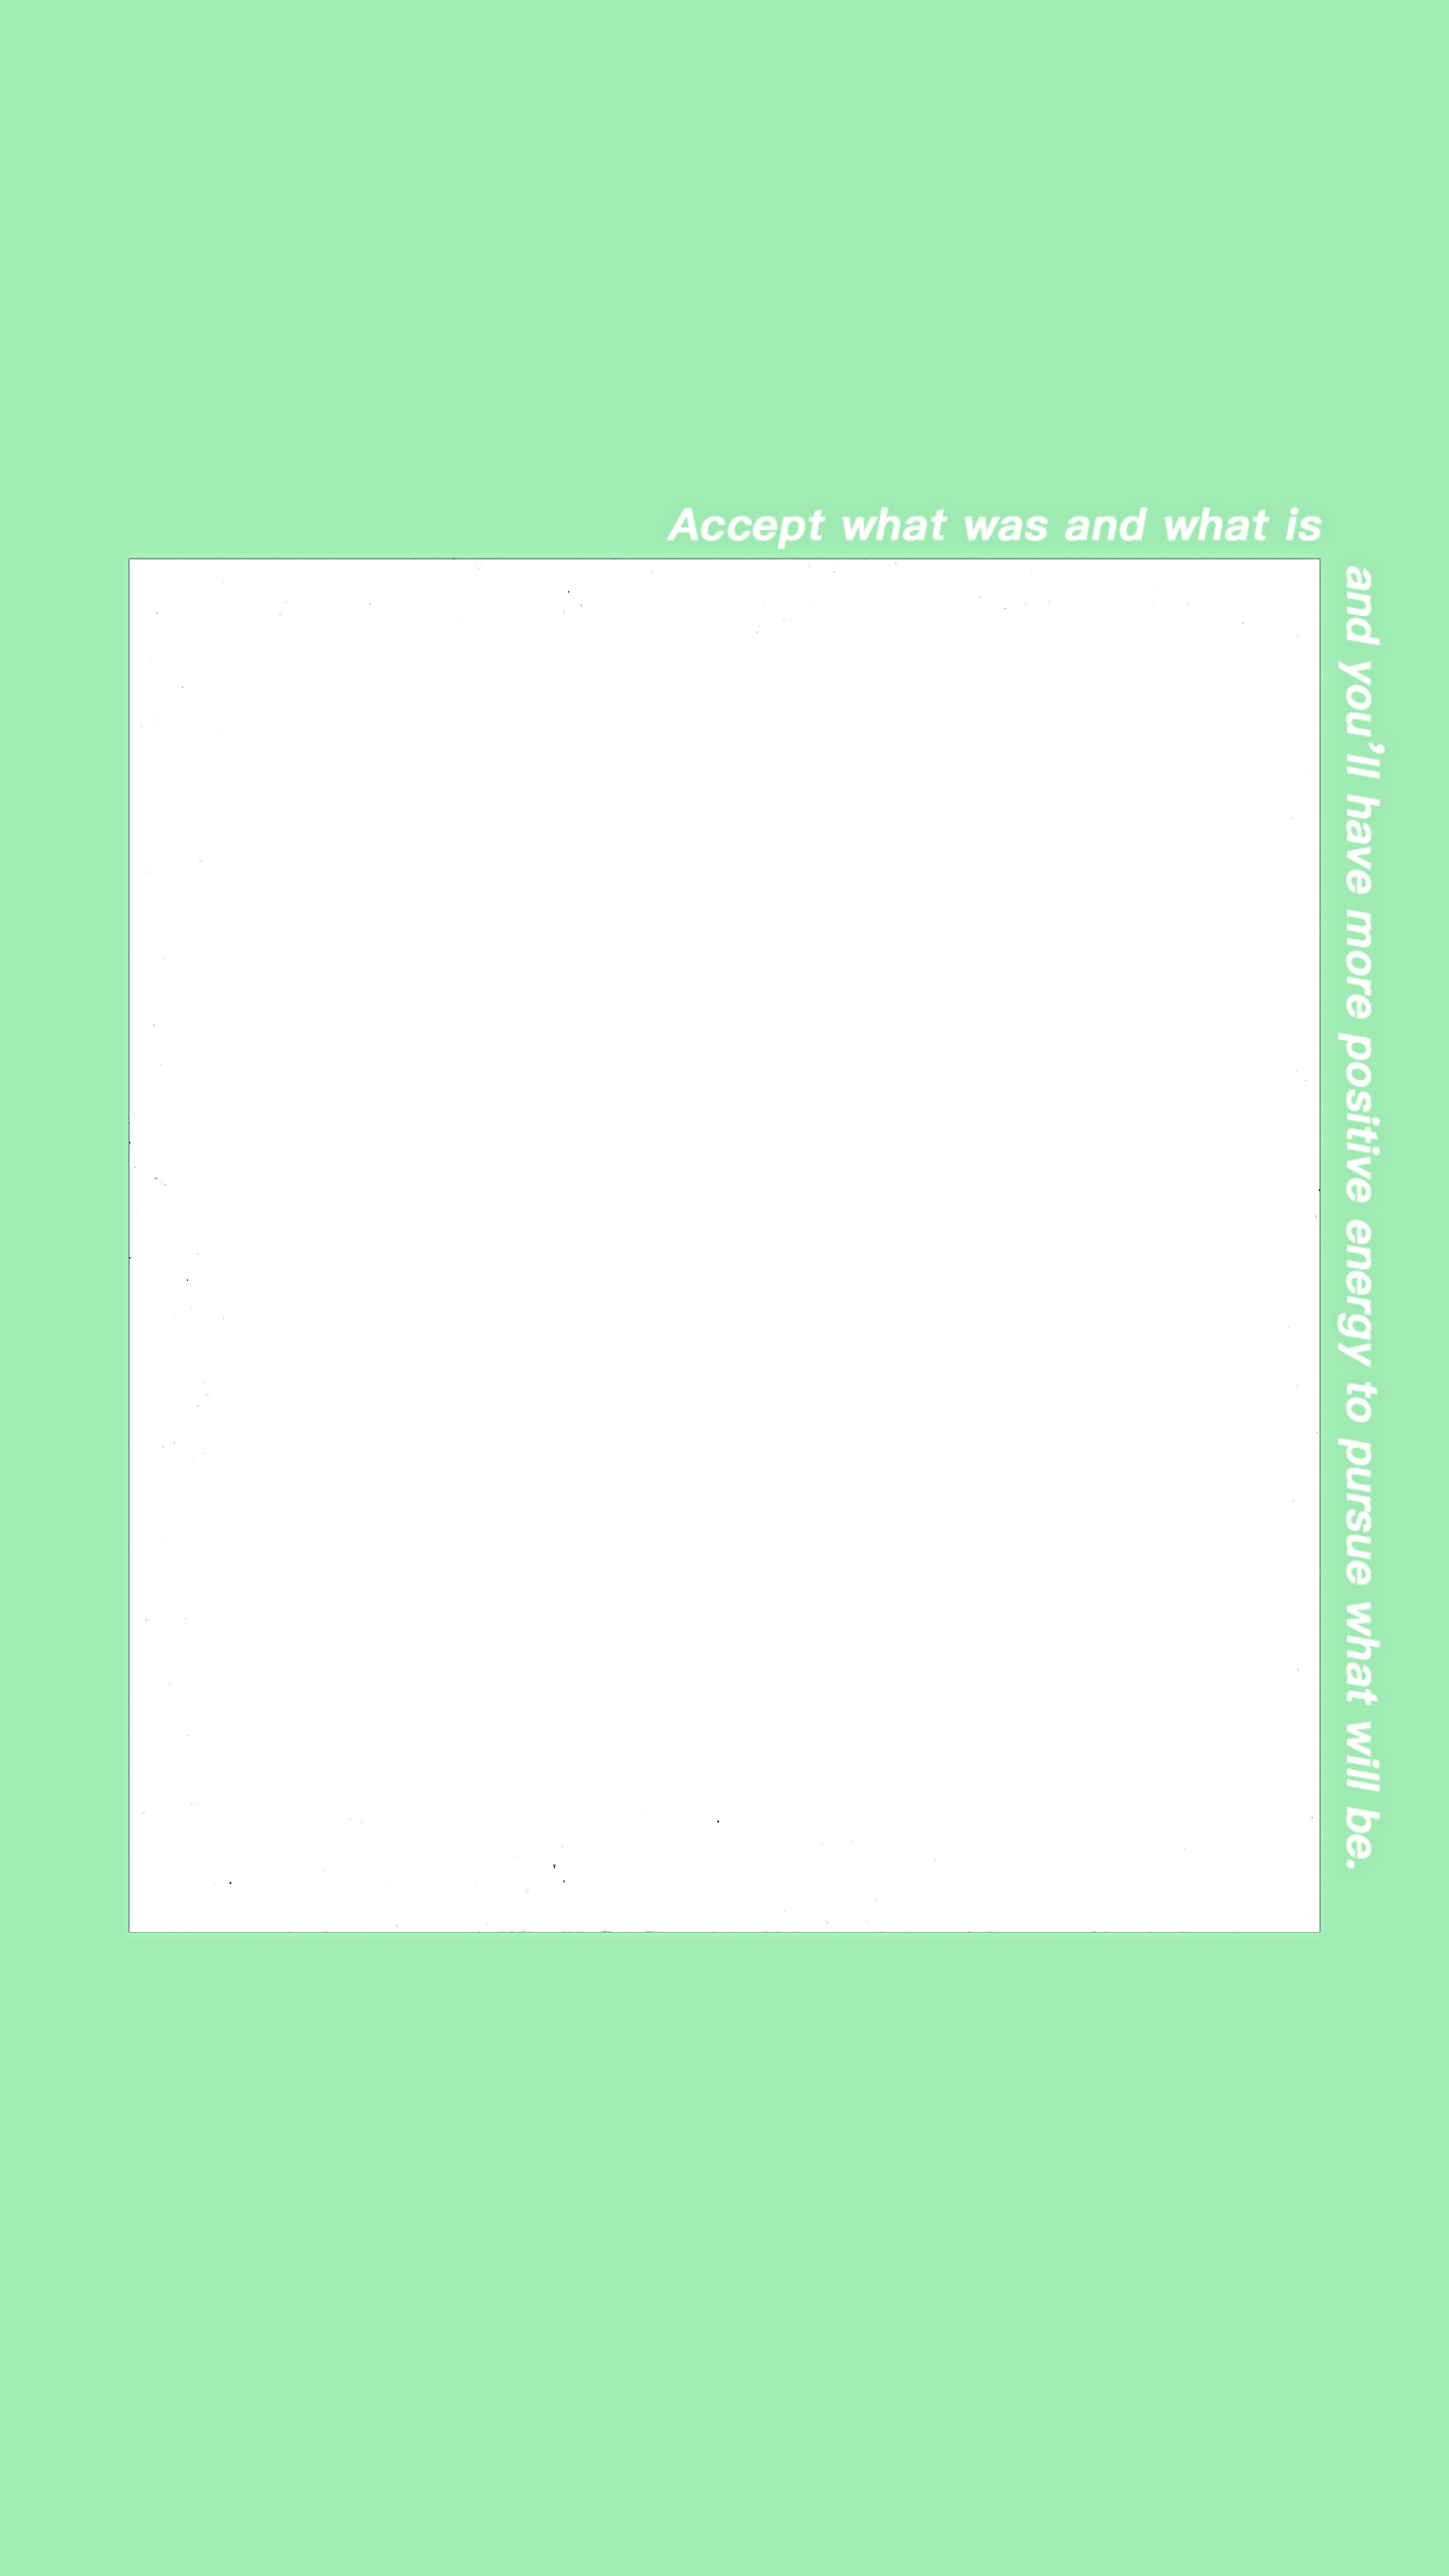 Accept what was and what is
and you’ll have more positive energy to pursue what will be.